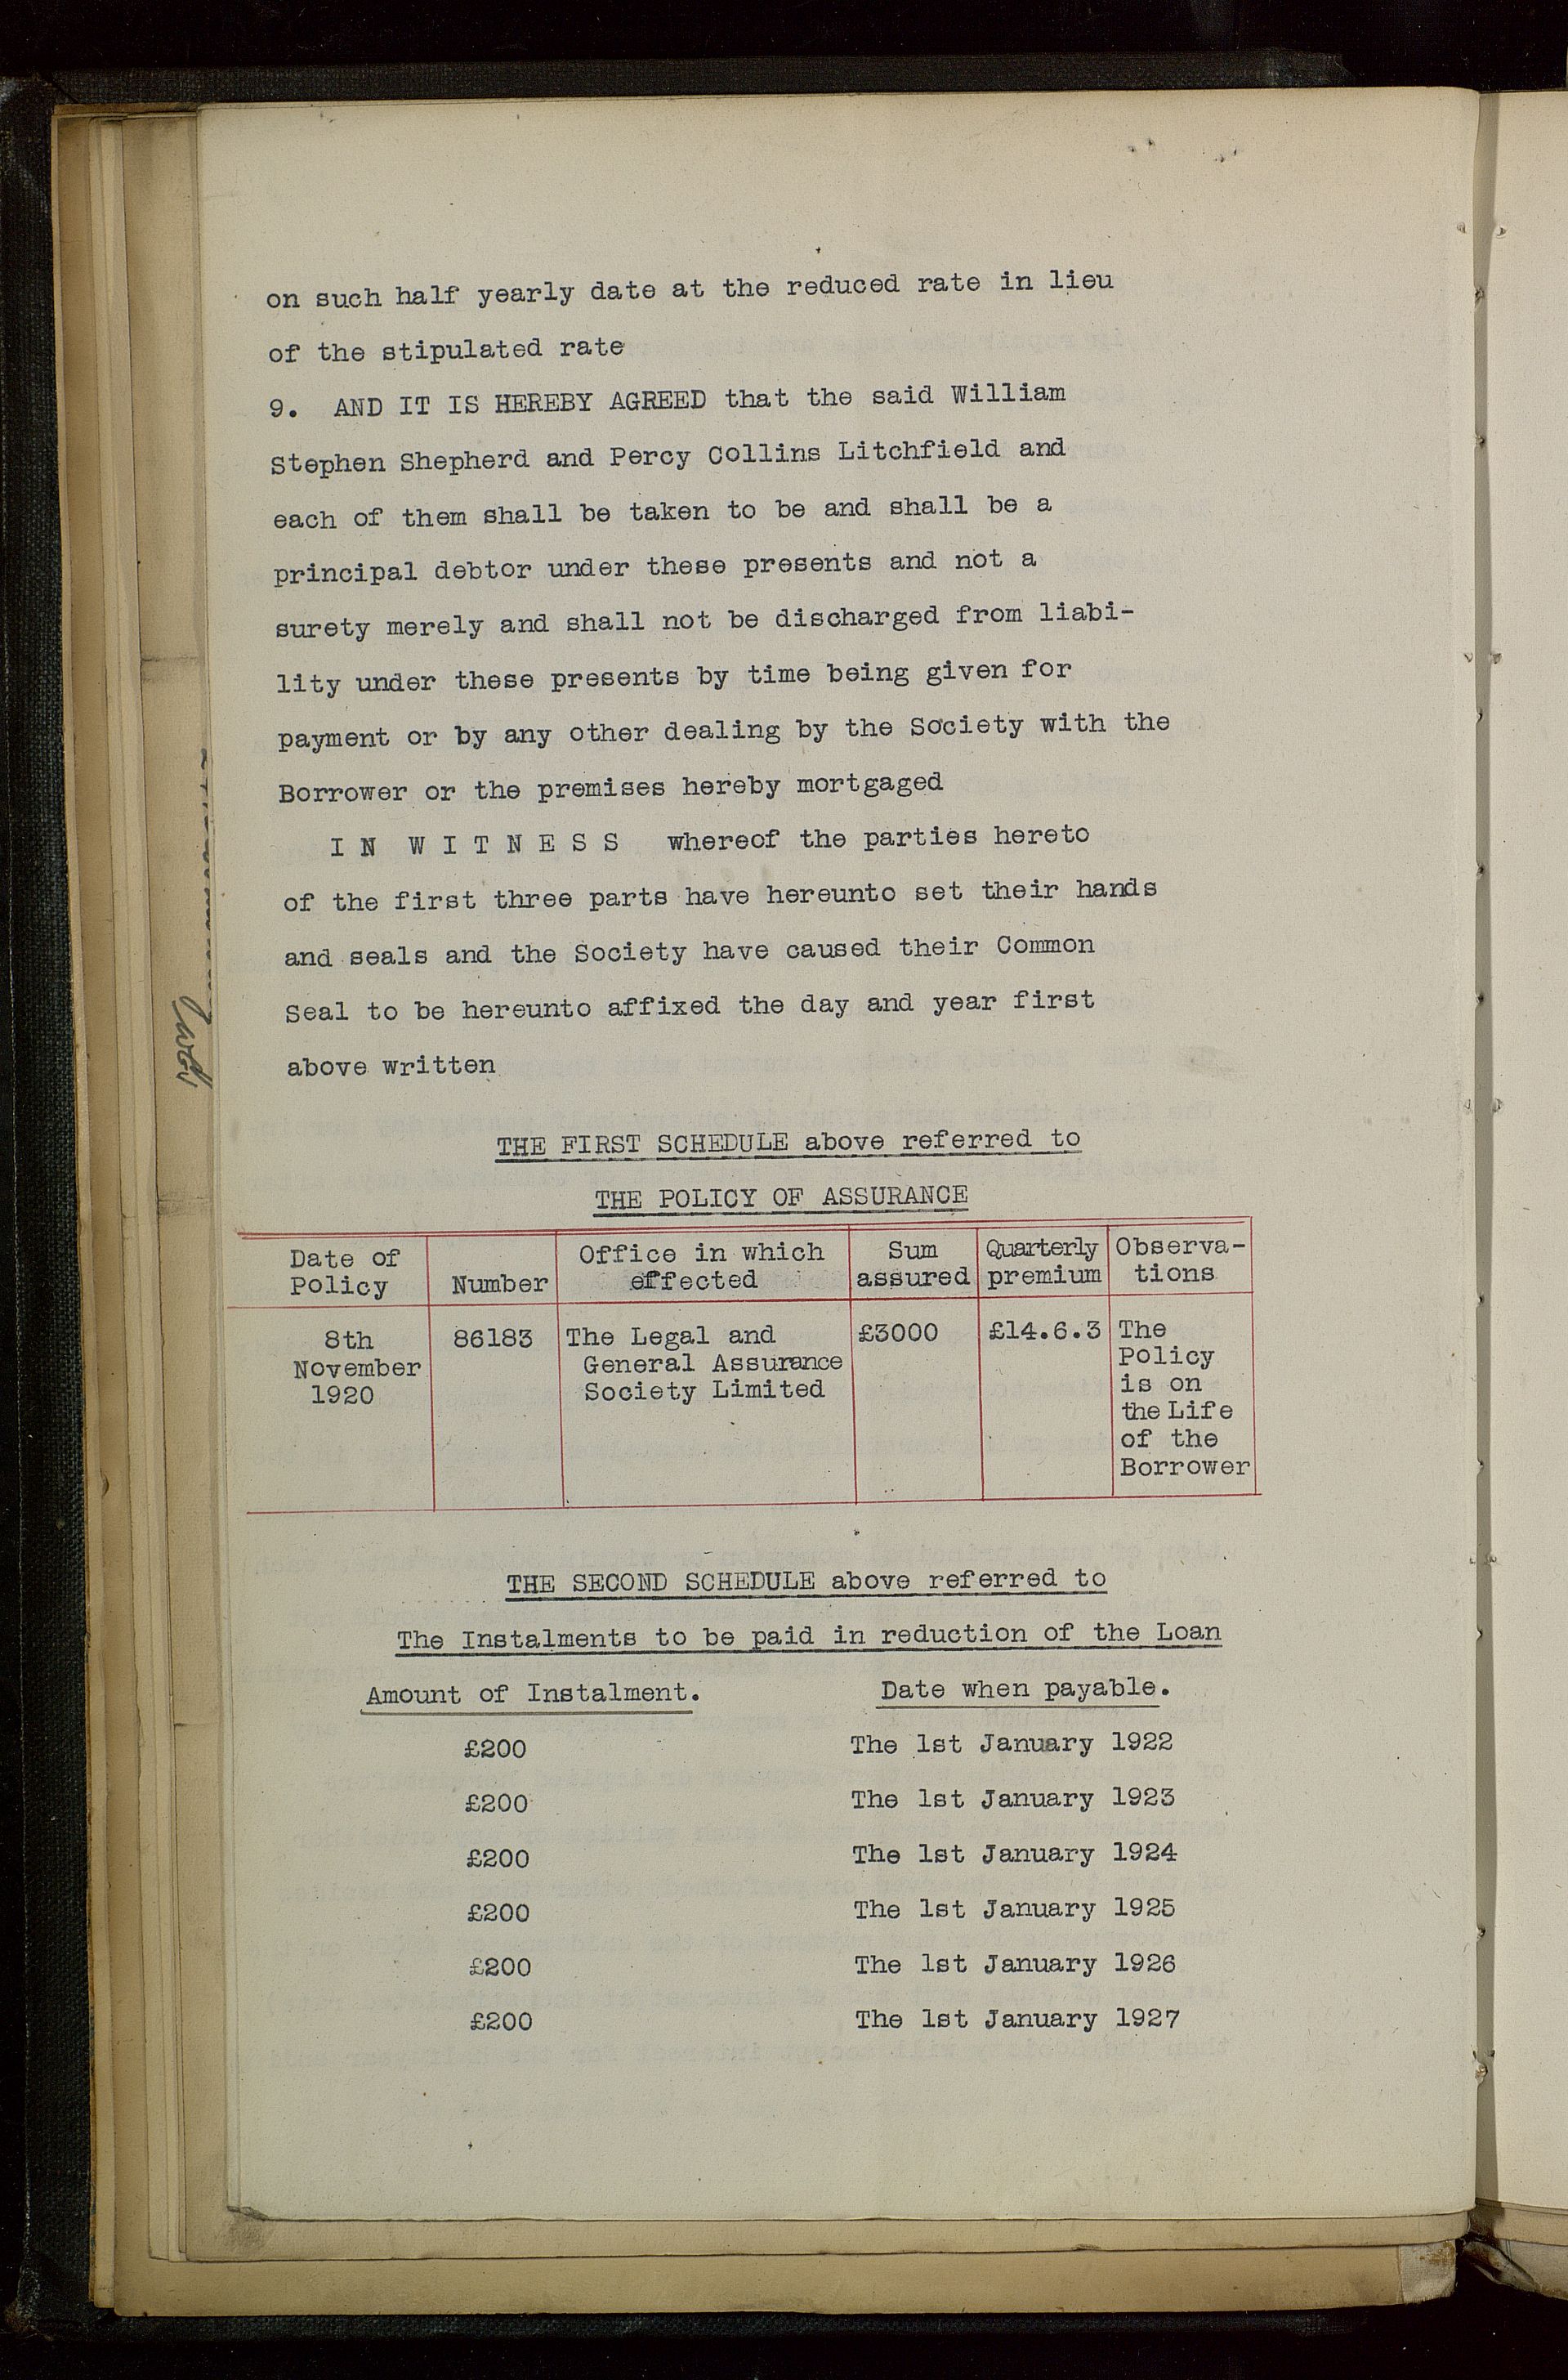 on such half yearly date at the reduced rate in lieu
of the stipulated rate
9. AND IT IS HEREBY AGREED that the said William
Stephen Shepherd and Percy Collins Litchfield and
each of them shall be taken to be and shall be a
principal debtor under these presents and not a
surety merely and shall not be discharged from liabi-
lity under these presents by time being given for
payment or by any other dealing by the Society with the
Borrower or the premises hereby mortgaged
I N W I T N E S S whereof the parties hereto
of the first three parts have hereunto set their hands
and seals and the Society have caused their Common
Seal to be hereunto affixed the day and year first
above written
THE FIRST SCHEDULE above referred to
THE POLICY OF ASSURANCE
Date of Policy | Number | Office in which effected | Sum assured | Quarterly premium | Observa-tions
8th November 1920 | 86183 | The Legal and General Assurance Society Limited | £3000 | £14.6.3 | The Policy is on the Life of the Borrower
THE SECOND SCHEDULE above referred to
The Instalments to be paid in reduction of the Loan
Amount of Instalment. Date when payable.
£200 The 1st January 1922
£200 The 1st January 1923
£200 The 1st January 1924
£200 The 1st January 1925
£200 The 1st January 1926
£200 The 1st January 1927